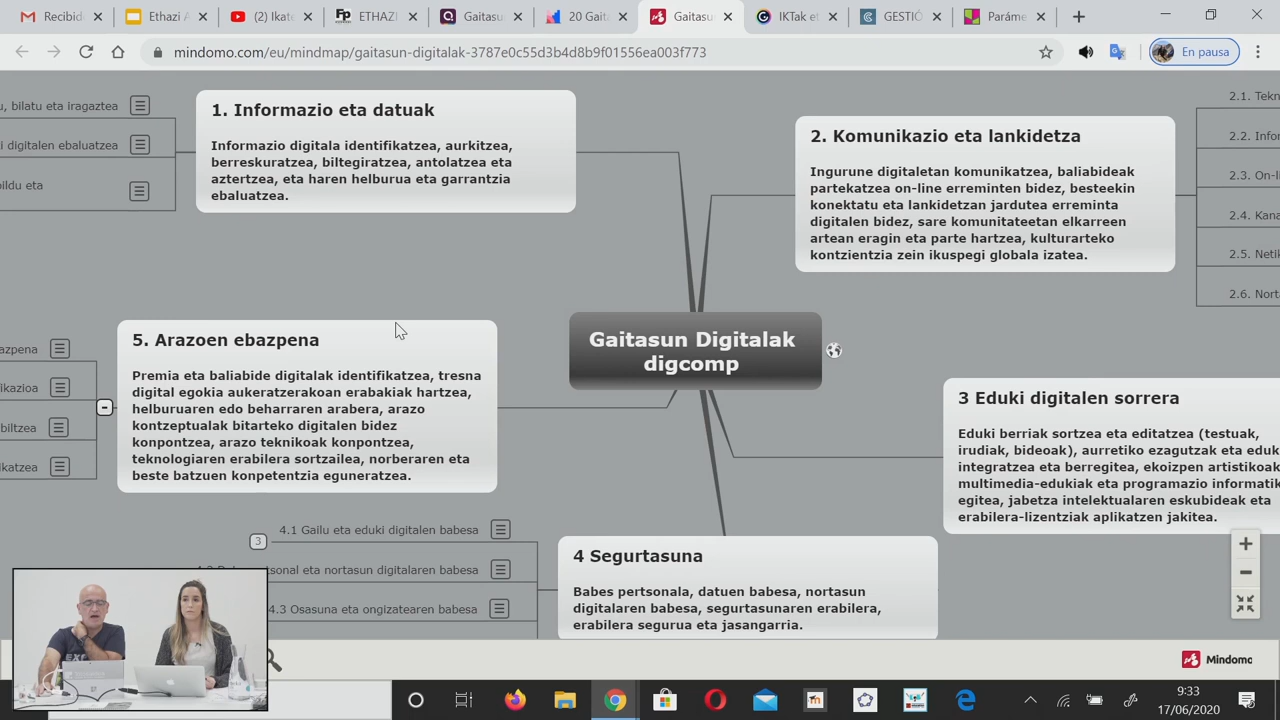 Recibid
Ethazi A
(2) Kate
ETHAZI
Gaitasu
20 Gait
Gaitasun
IKTak et
GESTIÓ
Paráme
mindomo.com/eu/mindmap/gaitasun-digitalak-3787e0c55d3b4d8b9f01556ea003f773
En pausa
bilatu eta iragaztea
digitalen ebaluatzea
eta
1. Informazio eta datuak
Informazio digitala identifikatzea, aurkitzea,
berreskuratzea, biltegiratzea, antolatzea eta
aztertzea, eta haren helburua eta garrantzia
ebaluatzea.
2. Komunikazio eta lankidetza
Ingurune digitaletan komunikatzea, baliabideak
partekatzea on-line erreminten bidez, besteekin
konektatu eta lankidetzan jardutea erreminta
digitalen bidez, sare komunitateetan elkarreen
artean eragin eta parte hartzea, kulturarteko
kontzientzia zein ikuspegi globala izatea.
2.1. Tekn
2.2. Infor
2.3. On-li
2.4. Kana
2.5. Netik
2.6. Norta
Gaitasun Digitalak
digcomp
5. Arazoen ebazpena
Premia eta baliabide digitalak identifikatzea, tresna
digital egokia aukeratzerakoan erabakiak hartzea,
helburuaren edo beharraren arabera, arazo
kontzeptualak bitarteko digitalen bidez
konpontzea, arazo teknikoak konpontzea,
teknologiaren erabilera sortzailea, norberaren eta
beste batzuen konpetentzia eguneratzea.
3 Eduki digitalen sorrera
Eduki berriak sortzea eta editatzea (testuak,
irudiak, bideoak), aurretiko ezagutzak eta eduk
integratzea eta berregitea, ekoizpen artistikoak
multimedia-edukiak eta programazio informatik
egitea, jabetza intelektualaren eskubideak eta
erabilera-lizentziak aplikatzen jakitea.
3
4.1 Gailu eta eduki digitalen babesa
eta nortasun digitalaren babesa
4.3 Osasuna eta ongizatearen babesa
4 Segurtasuna
Babes pertsonala, datuen babesa, nortasun
digitalaren babesa, segurtasunaren erabilera,
erabilera segurua eta jasangarria.
Mindomo
9:33
17/06/2020